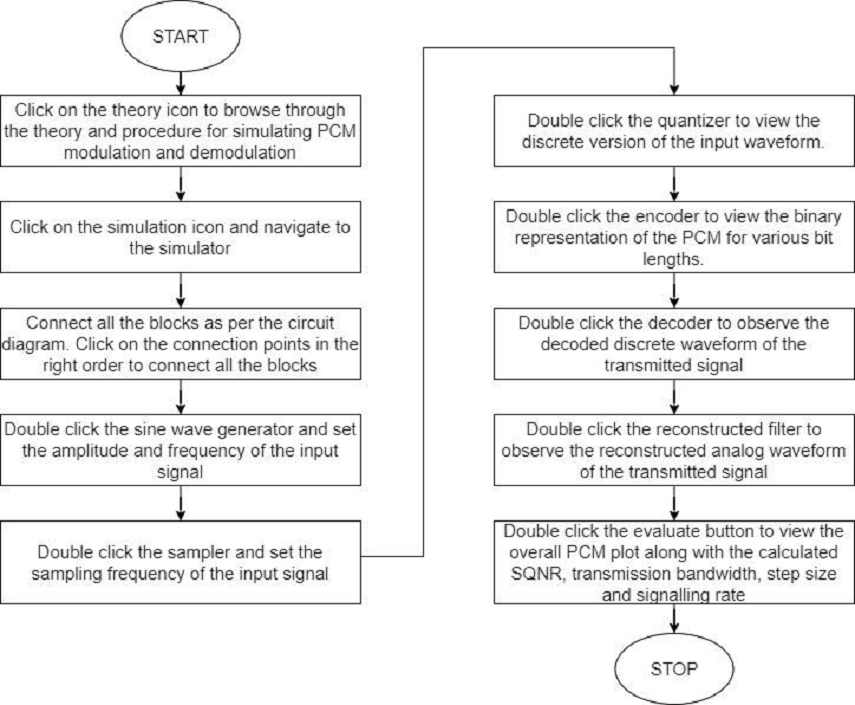 START
Click on the theory icon to browse through
the theory and procedure for simulating PCM
modulation and demodulation
Click on the simulation icon and navigate to
the simulator
Connect all the blocks as per the circuit
diagram. Click on the connection points in the
right order to connect all the blocks
Double click the sine wave generator and set
the amplitude and frequency of the input
signal
Double click the sampler and set the
sampling frequency of the input signal
Double click the quantizer to view the
discrete version of the input waveform.
Double click the encoder to view the binary
representation of the PCM for various bit
lengths.
Double click the decoder to observe the
decoded discrete waveform of the
transmitted signal
Double click the reconstructed filter to
observe the reconstructed analog waveform
of the transmitted signal
Double click the evaluate button to view the
overall PCM plot along with the calculated
SQNR, transmission bandwidth, step size
and signalling rate
STOP